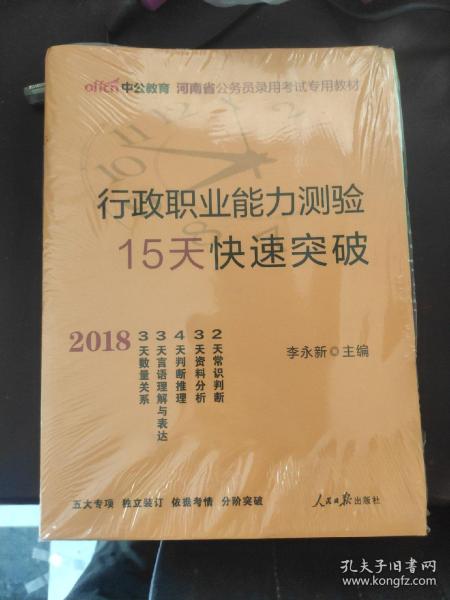 offcn中公教育 河南省公务员录用考试专用教材
12
11
10
行政职业能力测验
15天快速突破
2018
3天数量关系
3天言语理解与表达
4天判断推理
3天资料分析
2天常识判断
李永新◎主编
五大专项 独立装订 依据考情 分阶突破
人民日报出版社
孔夫子旧书网
www.kongfz.com